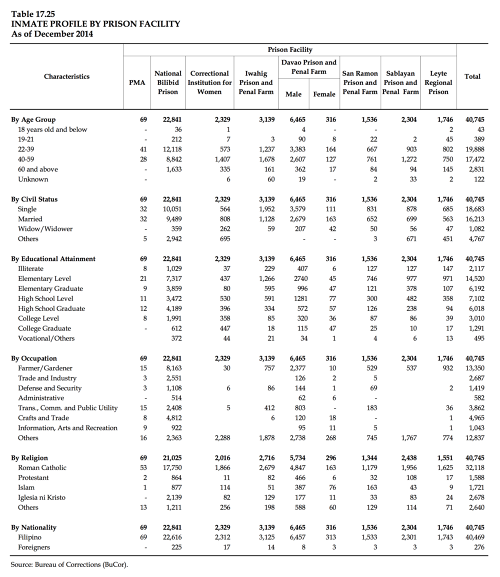 Table 17.25
INMATE PROFILE BY PRISON FACILITY
As of December 2014
Prison Facility
Characteristics PMA National Bilibid Prison Correctional Institution for Women Iwahig Prison and Penal Farm Davao Prison and Penal Farm Male Female San Ramon Prison and Penal Farm Sablayan Prison and Penal Farm Leyte Regional Prison Total
By Age Group 69 22,841 2,329 3,139 6,465 316 1,536 2,304 1,746 40,745
18 years old and below - 36 1 4 - - - 2 43
19-21 - 212 7 3 90 8 22 2 45 389
22-39 41 12,118 573 1,237 3,383 164 667 903 802 19,888
40-59 28 8,842 1,407 1,678 2,607 127 761 1,272 750 17,472
60 and above - 1,633 335 161 362 17 84 94 145 2,831
Unknown - 6 60 19 - 2 33 2 122
By Civil Status 69 22,841 2,329 3,139 6,465 316 1,536 2,304 1,746 40,745
Single 32 10,051 564 1,952 3,579 111 831 878 685 18,683
Married 32 9,489 808 1,128 2,679 163 652 699 563 16,213
Widow/Widower - 359 262 59 207 42 50 56 47 1,082
Others 5 2,942 695 - - 3 671 451 4,767
By Educational Attainment 69 22,841 2,329 3,139 6,465 316 1,536 2,304 1,746 40,745
Illiterate 8 1,029 37 229 407 6 127 127 147 2,117
Elementary Level 21 7,317 437 1,266 2740 45 746 977 971 14,520
Elementary Graduate 9 3,859 80 595 996 47 121 378 107 6,192
High School Level 11 3,472 530 591 1281 77 300 482 358 7,102
High School Graduate 12 4,189 396 334 572 57 126 238 94 6,018
College Level 8 1,991 358 85 320 36 87 86 39 3,010
College Graduate - 612 447 18 115 47 25 10 17 1,291
Vocational/Others 372 44 21 34 1 4 6 13 495
By Occupation 69 22,841 2,329 3,139 6,465 316 1,536 2,304 1,746 40,745
Farmer/Gardener 15 8,163 30 757 2,377 10 529 537 932 13,350
Trade and Industry 3 2,551 126 2 5 2,687
Defense and Security 3 1,108 6 86 144 1 69 2 1,419
Administrative - 514 62 6 - 582
Trans., Comm. and Public Utility 15 2,408 5 412 803 - 183 36 3,862
Crafts and Trade 8 4,812 6 120 18 - 1 4,965
Information, Arts and Recreation 9 922 95 11 5 1 1,043
Others 16 2,363 2,288 1,878 2,738 268 745 1,767 774 12,837
By Religion 69 21,025 2,016 2,715 5,734 296 1,344 2,438 1,551 40,745
Roman Catholic 53 17,750 1,866 2,679 4,847 163 1,179 1,956 1,625 32,118
Protestant 2 864 11 82 466 6 32 108 17 1,588
Islam 1 877 114 51 387 76 163 43 9 1,721
Iglesia ni Kristo - 2,139 82 129 177 11 33 83 24 2,678
Others 13 1,211 256 198 588 60 129 114 71 2,640
By Nationality 69 22,841 2,329 3,139 6,465 316 1,536 2,304 1,746 40,745
Filipino 69 22,616 2,312 3,125 6,457 313 1,533 2,301 1,743 40,469
Foreigners - 225 17 14 8 3 3 3 3 276
Source: Bureau of Corrections (BuCor).